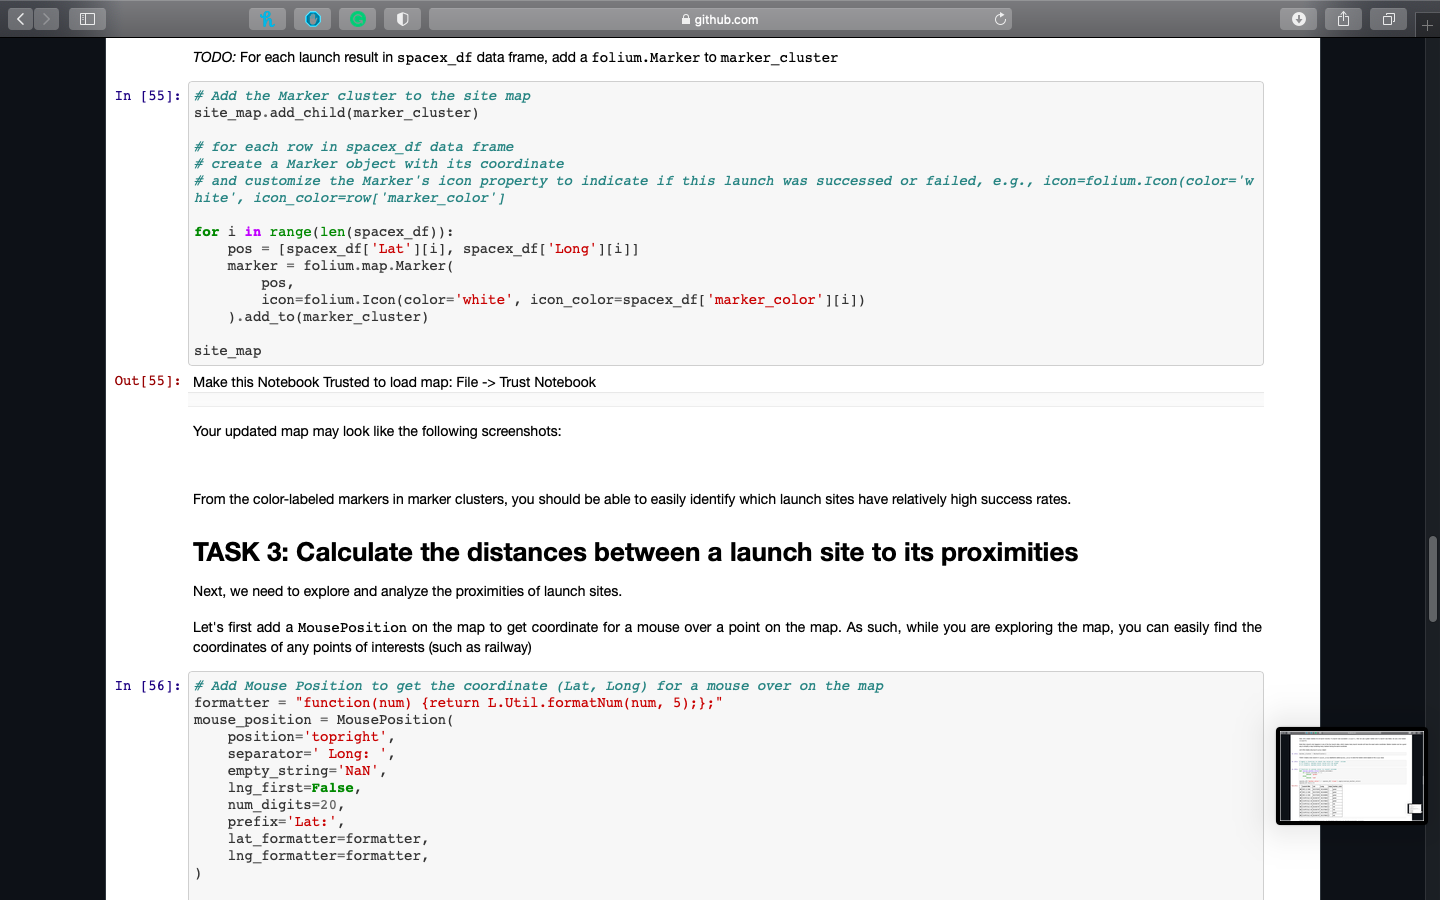 github.com
TODO: For each launch result in spacex_df data frame, add a folium.Marker to marker_cluster
In [55]:
# Add the Marker cluster to the site map
site_map.add_child(marker_cluster)
# for each row in spacex_df data frame
# create a Marker object with its coordinate
# and customize the Marker's icon property to indicate if this launch was successed or failed, e.g., icon=folium.Icon(color='w
hite', icon_color=row['marker_color']
for i in range(len(spacex_df)):
    pos = [spacex_df['Lat'][i], spacex_df['Long'][i]]
    marker = folium.map.Marker(
        pos,
        icon=folium.Icon(color='white', icon_color=spacex_df['marker_color'][i])
    ).add_to(marker_cluster)
site_map
Out[55]: Make this Notebook Trusted to load map: File -> Trust Notebook
Your updated map may look like the following screenshots:
From the color-labeled markers in marker clusters, you should be able to easily identify which launch sites have relatively high success rates.
TASK 3: Calculate the distances between a launch site to its proximities
Next, we need to explore and analyze the proximities of launch sites.
Let's first add a MousePosition on the map to get coordinate for a mouse over a point on the map. As such, while you are exploring the map, you can easily find the
coordinates of any points of interests (such as railway)
In [56]:
# Add Mouse Position to get the coordinate (Lat, Long) for a mouse over on the map
formatter = "function(num) {return L.Util.formatNum(num, 5);};"
mouse_position = MousePosition(
    position='topright',
    separator=' Long: ',
    empty_string='NaN',
    lng_first=False,
    num_digits=20,
    prefix='Lat:',
    lat_formatter=formatter,
    lng_formatter=formatter,
)